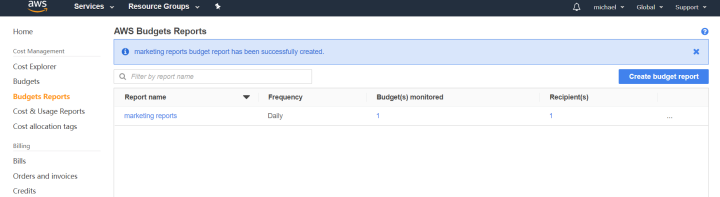 aws Services Resource Groups michael Global Support
Home
AWS Budgets Reports
Cost Management
marketing reports budget report has been successfully created.
Cost Explorer
Budgets
Filter by report name
Create budget report
Budgets Reports
Report name Frequency Budget(s) monitored Recipient(s)
Cost & Usage Reports
marketing reports Daily 1 1 ...
Cost allocation tags
Billing
Bills
Orders and invoices
Credits